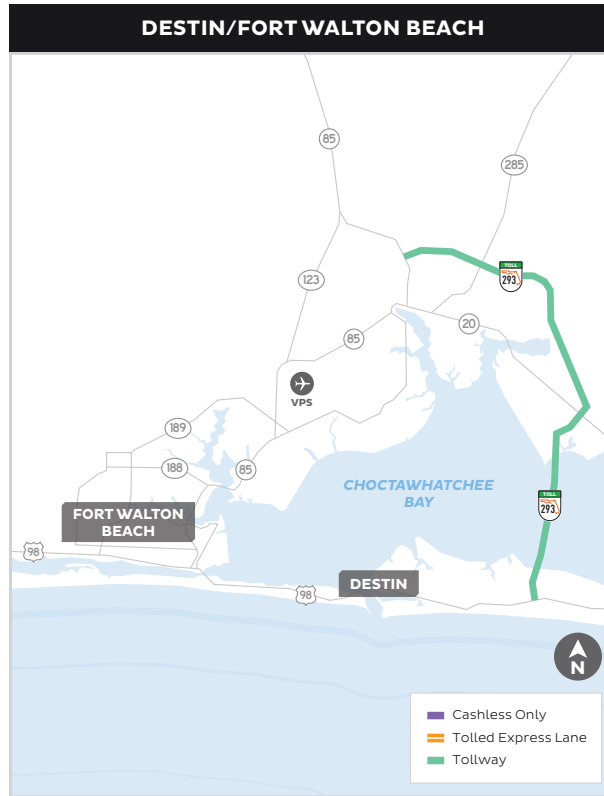 DESTIN/FORT WALTON BEACH
85
285
TOLL
293
123
20
85
VPS
189
188
85
CHOCTAWHATCHEE
BAY
TOLL
293
FORT WALTON
BEACH
98
DESTIN
98
N
Cashless Only
Tolled Express Lane
Tollway